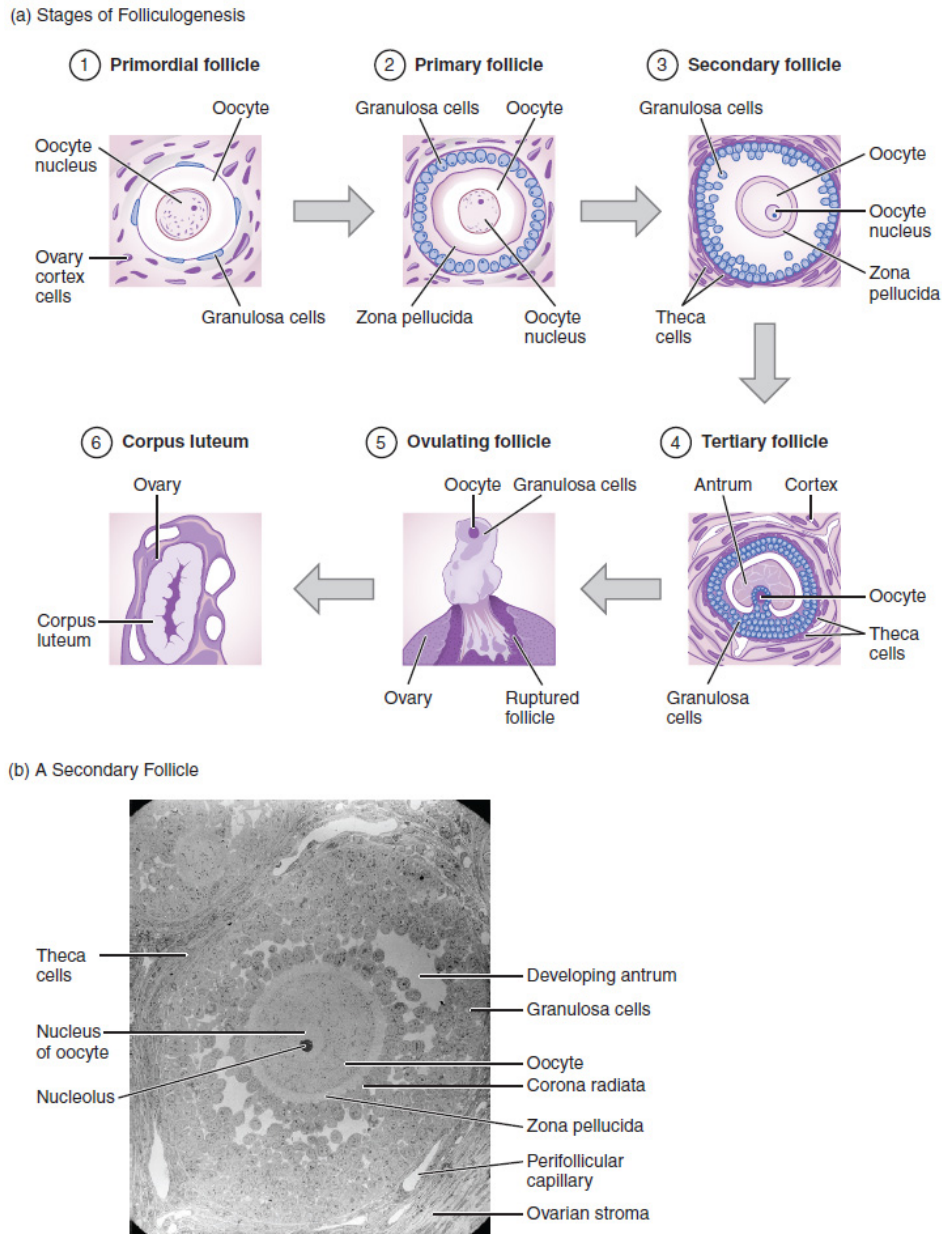 (a) Stages of Folliculogenesis
1 Primordial follicle
Oocyte
Oocyte
nucleus
Ovary
cortex
cells
Granulosa cells
2 Primary follicle
Granulosa cells
Oocyte
Zona pellucida
Oocyte
nucleus
3 Secondary follicle
Granulosa cells
Oocyte
Oocyte
nucleus
Zona
pellucida
Theca
cells
4 Tertiary follicle
Antrum
Cortex
Oocyte
Theca
cells
Granulosa
cells
5 Ovulating follicle
Oocyte
Granulosa cells
Ovary
Ruptured
follicle
6 Corpus luteum
Ovary
Corpus
luteum
(b) A Secondary Follicle
Theca
cells
Nucleus
of oocyte
Nucleolus
Developing antrum
Granulosa cells
Oocyte
Corona radiata
Zona pellucida
Perifollicular
capillary
Ovarian stroma